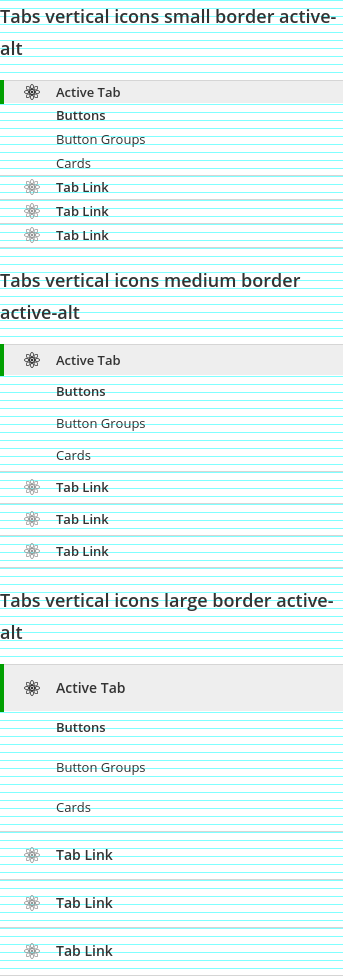 Tabs vertical icons small border active-
alt
Active Tab
Buttons
Button Groups
Cards
Tab Link
Tab Link
Tab Link
Tabs vertical icons medium border
active-alt
Active Tab
Buttons
Button Groups
Cards
Tab Link
Tab Link
Tab Link
Tabs vertical icons large border active-
alt
Active Tab
Buttons
Button Groups
Cards
Tab Link
Tab Link
Tab Link